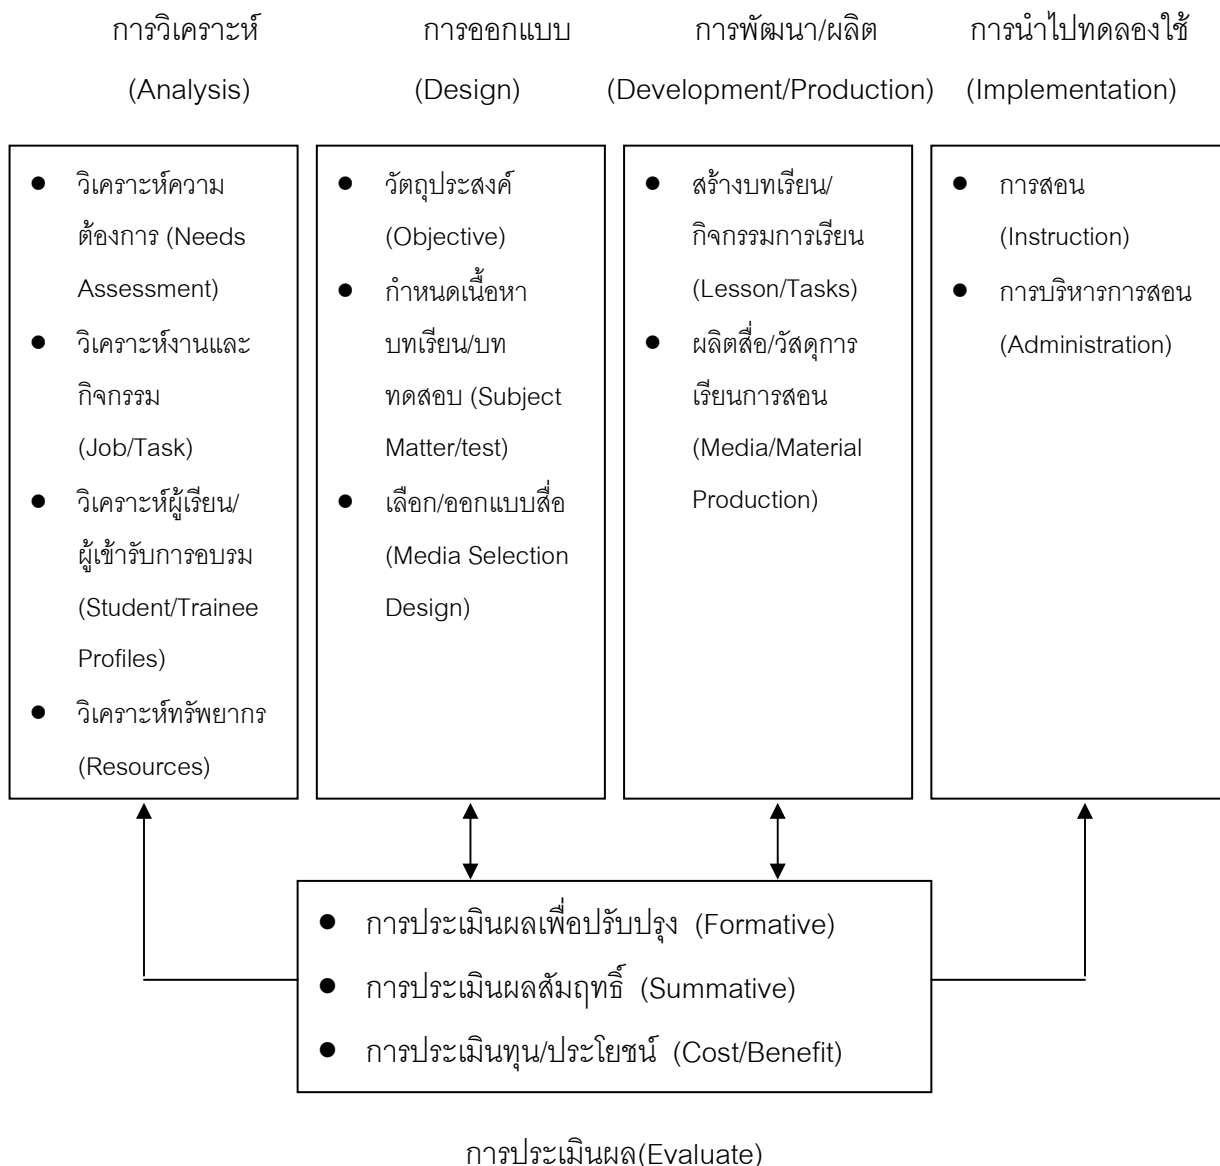 การวิเคราะห์
(Analysis)
การออกแบบ
(Design)
การพัฒนา/ผลิต
(Development/Production)
การนำไปทดลองใช้
(Implementation)
● วิเคราะห์ความ
ต้องการ (Needs
Assessment)
● วิเคราะห์งานและ
กิจกรรม
(Job/Task)
● วิเคราะห์ผู้เรียน/
ผู้เข้ารับการอบรม
(Student/Trainee
Profiles)
● วิเคราะห์ทรัพยากร
(Resources)
● วัตถุประสงค์
(Objective)
● กำหนดเนื้อหา
บทเรียน/บท
ทดสอบ (Subject
Matter/test)
● เลือก/ออกแบบสื่อ
(Media Selection
Design)
● สร้างบทเรียน/
กิจกรรมการเรียน
(Lesson/Tasks)
● ผลิตสื่อ/วัสดุการ
เรียนการสอน
(Media/Material
Production)
● การสอน
(Instruction)
● การบริหารการสอน
(Administration)
● การประเมินผลเพื่อปรับปรุง (Formative)
● การประเมินผลสัมฤทธิ์ (Summative)
● การประเมินทุน/ประโยชน์ (Cost/Benefit)
การประเมินผล(Evaluate)